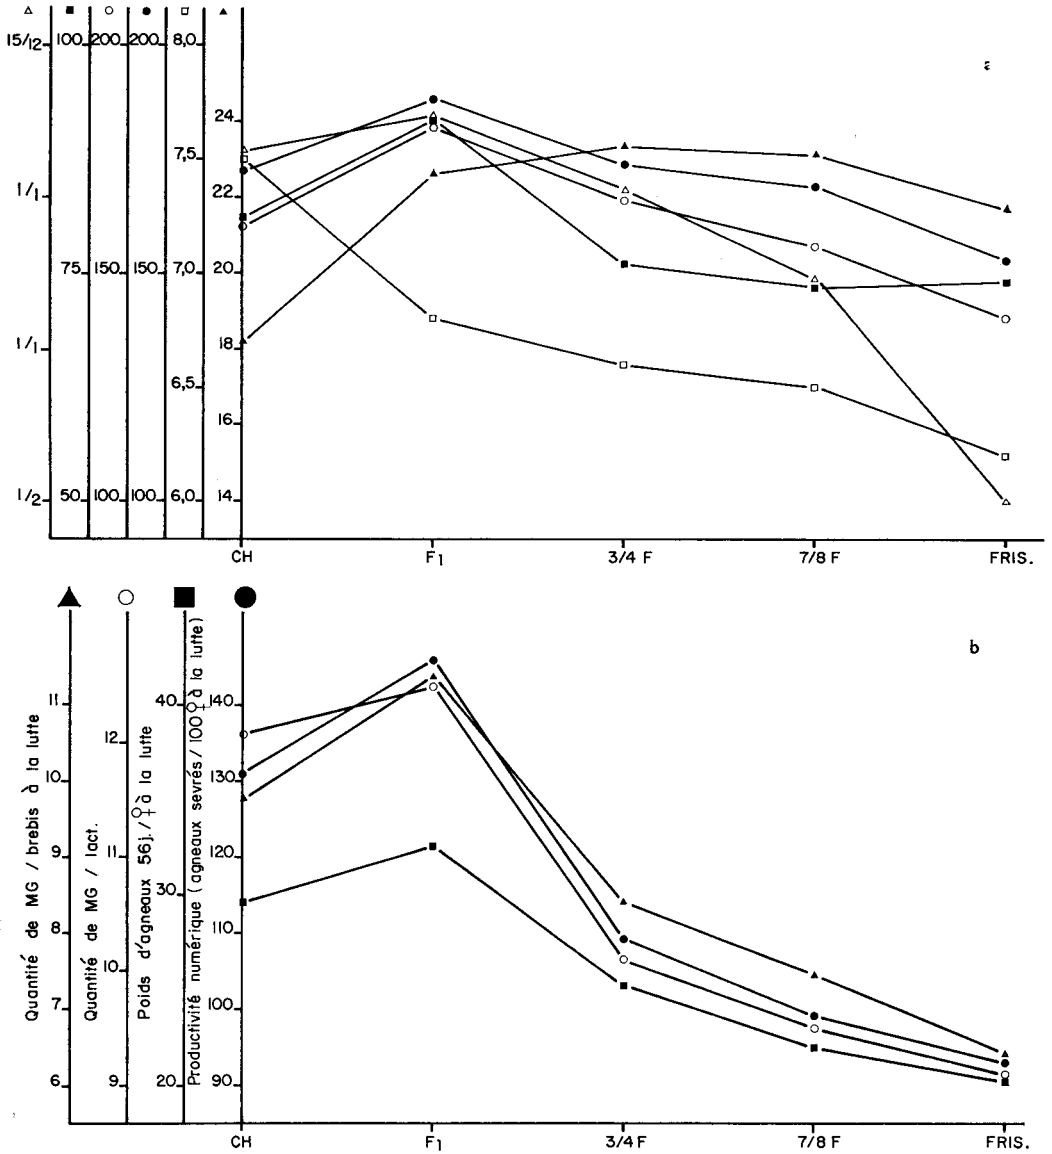 a
15/12 100 200 200 8,0
24
7,5
1/1 22
75 150 150 7,0 20
1/1 18
6,5
16
1/2 50 100 100 6,0 14
CH F1 3/4 F 7/8 F FRIS.
b
Quantité de MG / brebis à la lutte
Quantité de MG / lact.
Poids d'agneaux 56j. / ♀ à la lutte
Productivité numérique ( agneaux sevrés / 100 ♀ à la lutte)
11 40 140
12
10 130
9 11 120
30
8 110
10
7 100
6 9 20 90
CH F1 3/4 F 7/8 F FRIS.